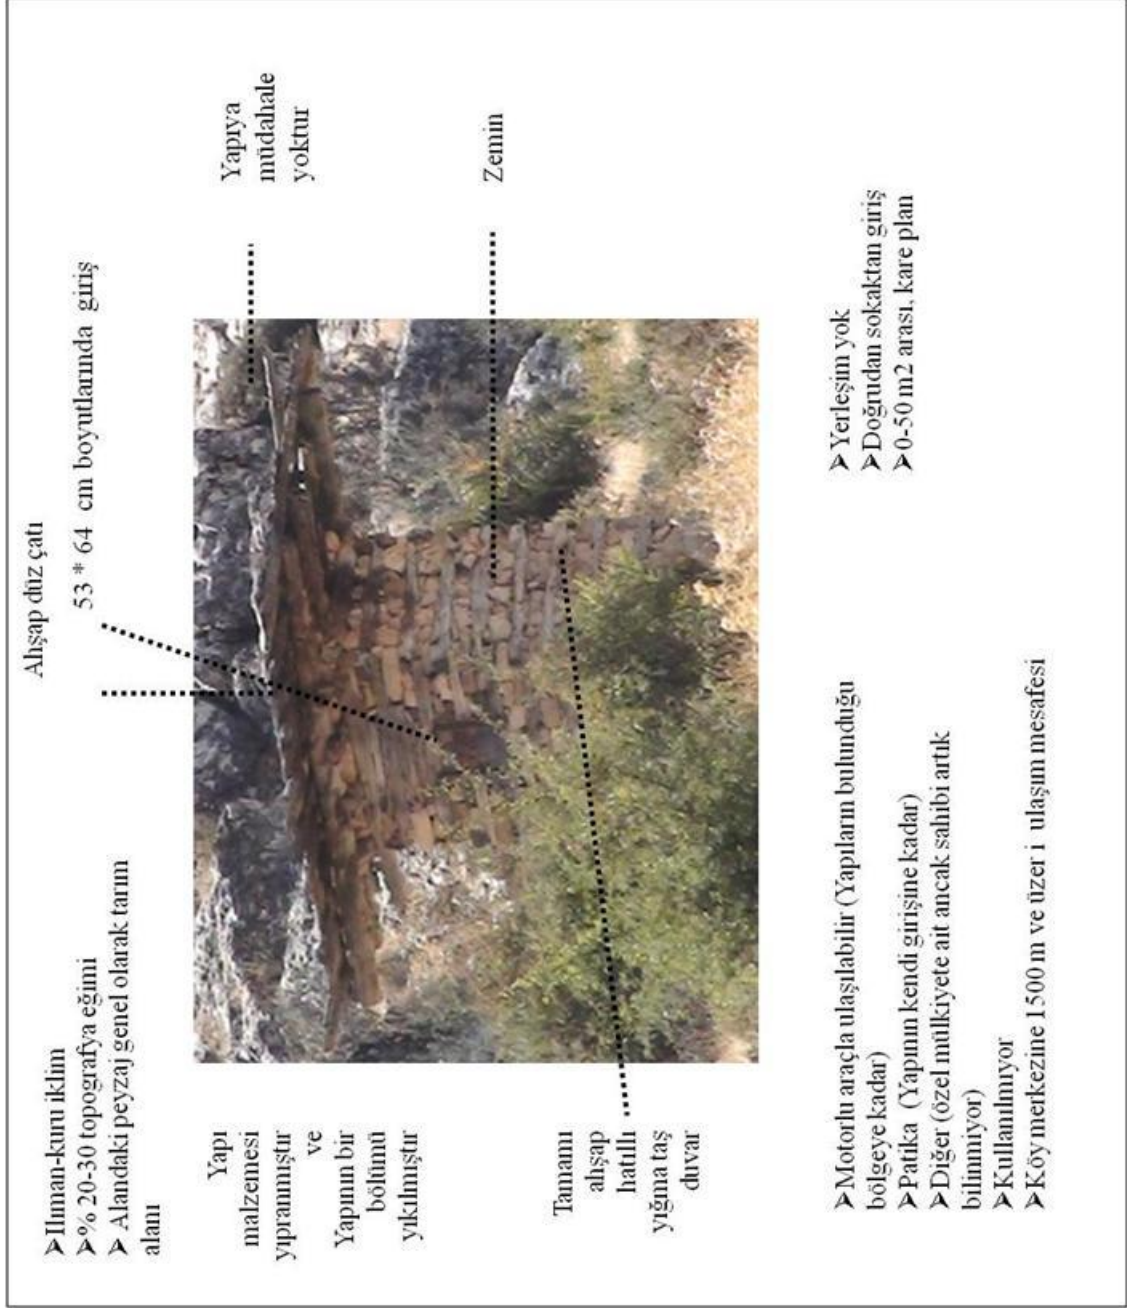 ➤Ilıman-kuru iklim
➤% 20-30 topografya eğimi
➤ Alandaki peyzaj genel olarak tarım
alanı
Ahşap düz çatı
53 * 64 cm boyutlarında giriş
Yapıya
müdahale
yoktur
Zemin
Yapı
malzemesi
yıpranmıştır
ve
Yapının bir
bölümü
yıkılmıştır
Tamamı
ahşap
hatıllı
yığma taş
duvar
➤Motorlu araçla ulaşılabilir (Yapıların bulunduğu
bölgeye kadar)
➤Patika (Yapının kendi girişine kadar)
➤Diğer (özel mülkiyete ait ancak sahibi artık
bilinmiyor)
➤Kullanılmıyor
➤Köy merkezine 1500 m ve üzer i ulaşım mesafesi
➤Yerleşim yok
➤Doğrudan sokaktan giriş
➤0-50 m2 arası, kare plan